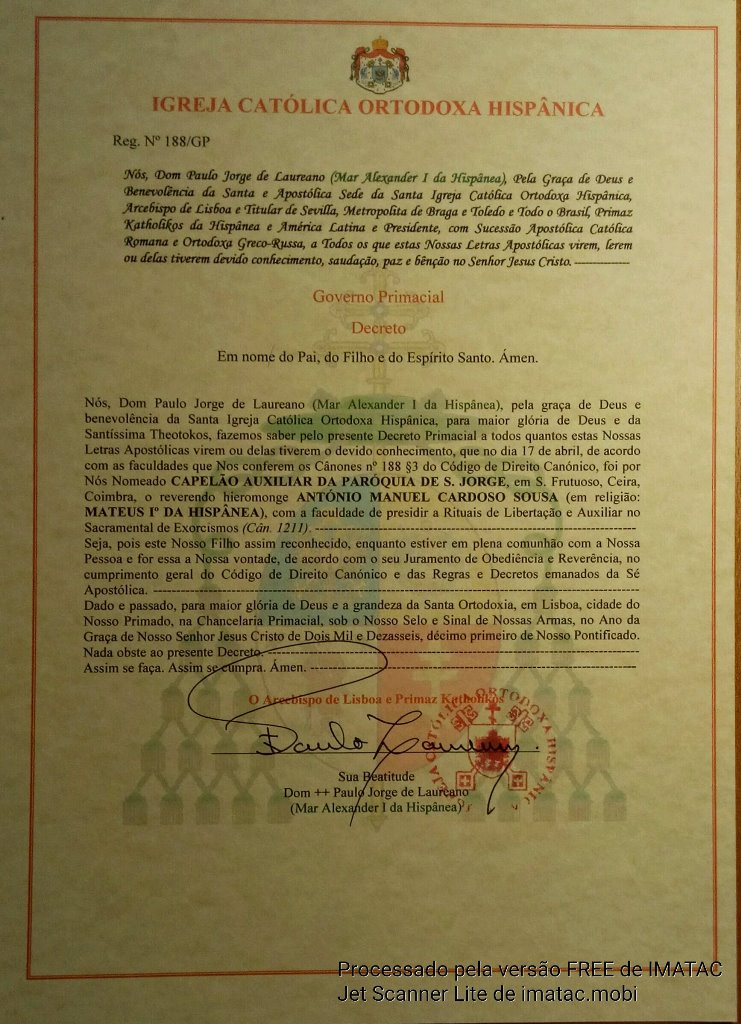 IGREJA CATÓLICA ORTODOXA HISPÂNICA
Reg. Nº 188/GP
Nós, Dom Paulo Jorge de Laureano (Mar Alexander I da Hispânea), Pela Graça de Deus e
Benevolência da Santa e Apostólica Sede da Santa Igreja Católica Ortodoxa Hispânica,
Arcebispo de Lisboa e Titular de Sevilla, Metropolita de Braga e Toledo e Todo o Brasil, Primaz
Katholikos da Hispânea e América Latina e Presidente, com Sucessão Apostólica Católica
Romana e Ortodoxa Greco-Russa, a Todos os que estas Nossas Letras Apostólicas virem, lerem
ou delas tiverem devido conhecimento, saudação, paz e bênção no Senhor Jesus Cristo. ----------------
Governo Primacial
Decreto
Em nome do Pai, do Filho e do Espírito Santo. Ámen.
Nós, Dom Paulo Jorge de Laureano (Mar Alexander I da Hispânea), pela graça de Deus e
benevolência da Santa Igreja Católica Ortodoxa Hispânica, para maior glória de Deus e da
Santíssima Theotokos, fazemos saber pelo presente Decreto Primacial a todos quantos estas Nossas
Letras Apostólicas virem ou delas tiverem o devido conhecimento, que no dia 17 de abril, de acordo
com as faculdades que Nos conferem os Cânones nº 188 §3 do Código de Direito Canónico, foi por
Nós Nomeado CAPELÃO AUXILIAR DA PARÓQUIA DE S. JORGE, em S. Frutuoso, Ceira,
Coimbra, o reverendo hieromonge ANTÓNIO MANUEL CARDOSO SOUSA (em religião:
MATEUS Iº DA HISPÂNEA), com a faculdade de presidir a Rituais de Libertação e Auxiliar no
Sacramental de Exorcismos (Cân. 1211). ----------------
Seja, pois este Nosso Filho assim reconhecido, enquanto estiver em plena comunhão com a Nossa
Pessoa e for essa a Nossa vontade, de acordo com o seu Juramento de Obediência e Reverência, no
cumprimento geral do Código de Direito Canónico e das Regras e Decretos emanados da Sé
Apostólica. ----------------
Dado e passado, para maior glória de Deus e a grandeza da Santa Ortodoxia, em Lisboa, cidade do
Nosso Primado, na Chancelaria Primacial, sob o Nosso Selo e Sinal de Nossas Armas, no Ano da
Graça de Nosso Senhor Jesus Cristo de Dois Mil e Dezasseis, décimo primeiro de Nosso Pontificado.
Nada obste ao presente Decreto. ----------------
Assim se faça. Assim se cumpra. Ámen. ----------------
O Arcebispo de Lisboa e Primaz Katholikos
IGREJA CATÓLICA ORTODOXA HISPÂNICA
Paulo Laureano
Sua Beatitude
Dom ++ Paulo Jorge de Laureano
(Mar Alexander I da Hispânea)
Processado pela versão FREE de IMATAC
Jet Scanner Lite de imatac.mobi